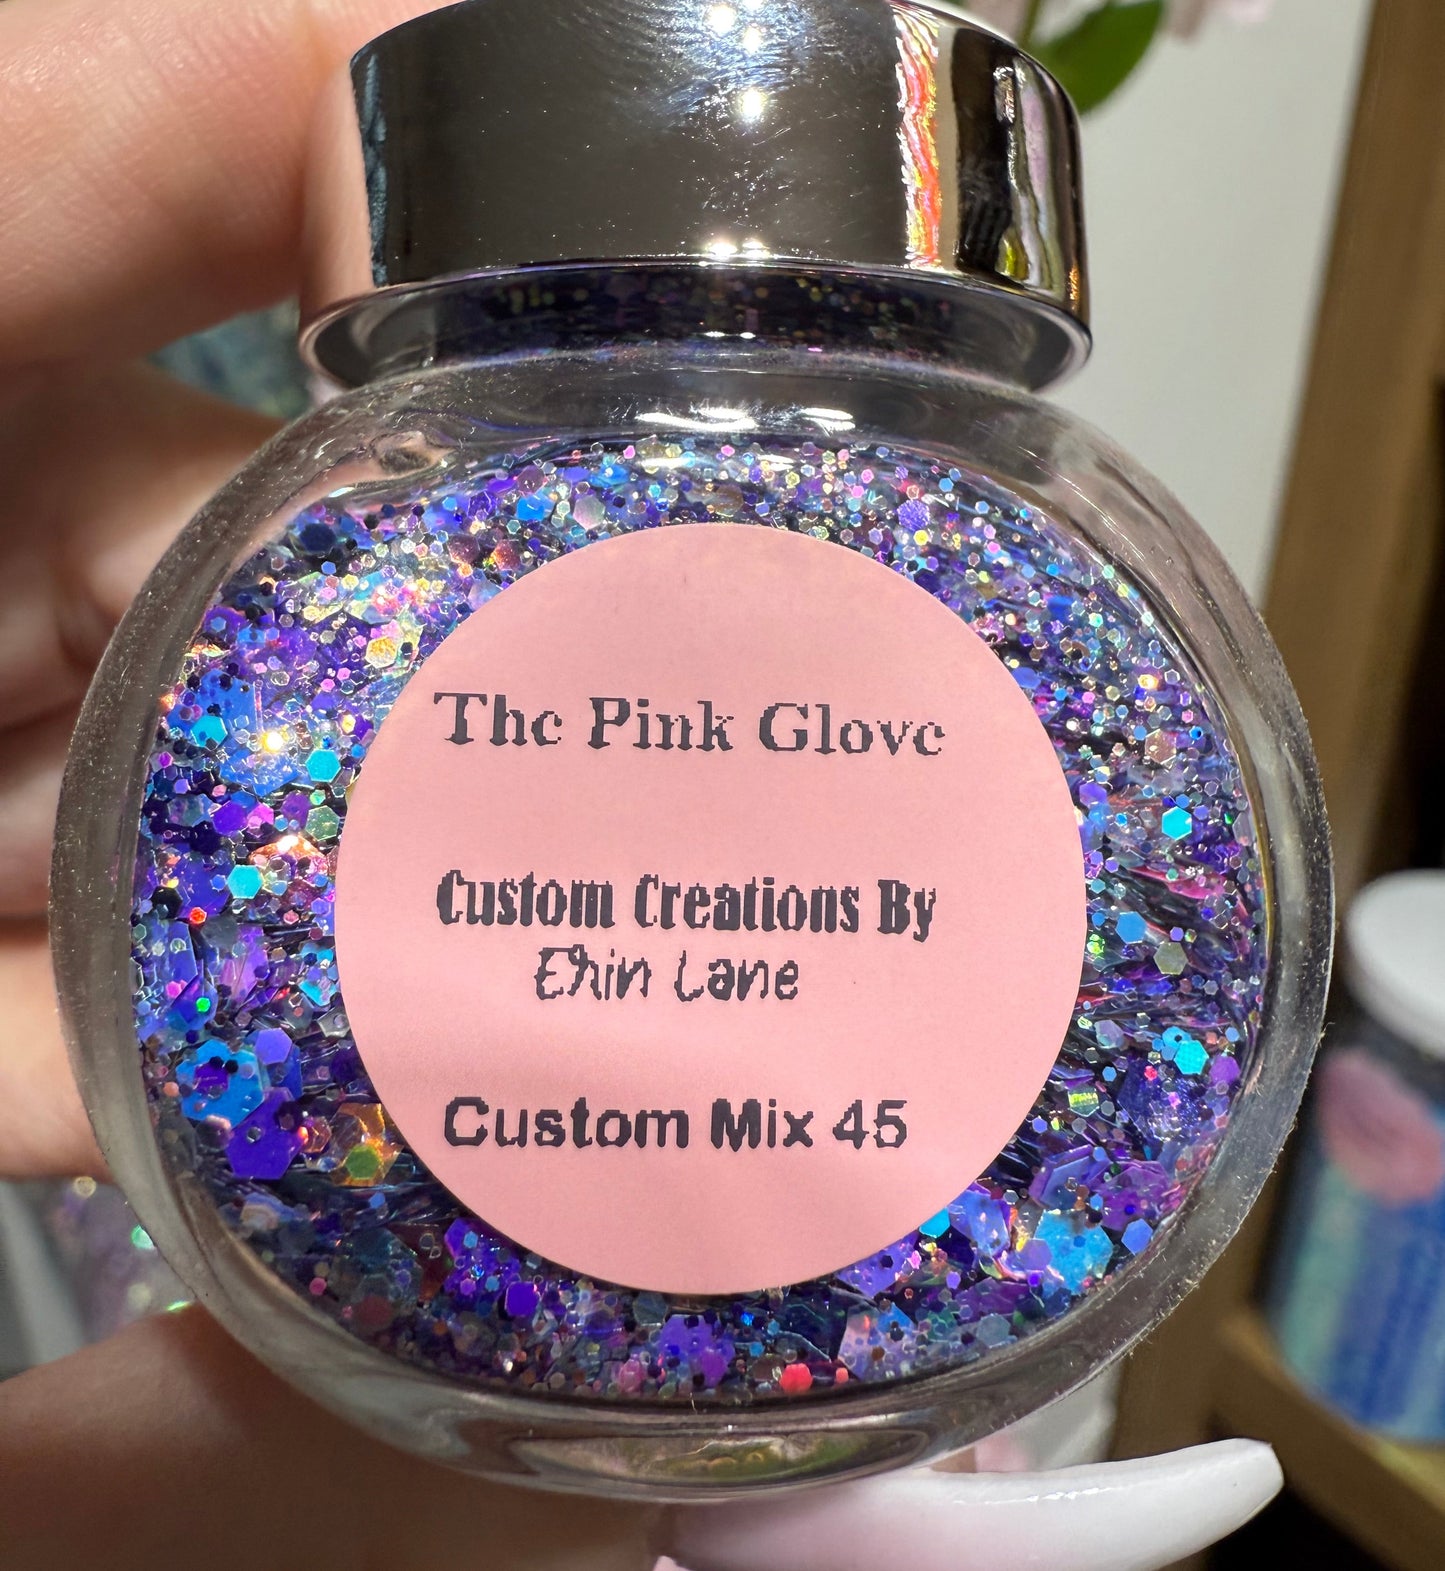 The Pink Glove
Custom Creations By
Erin Lane
Custom Mix 45